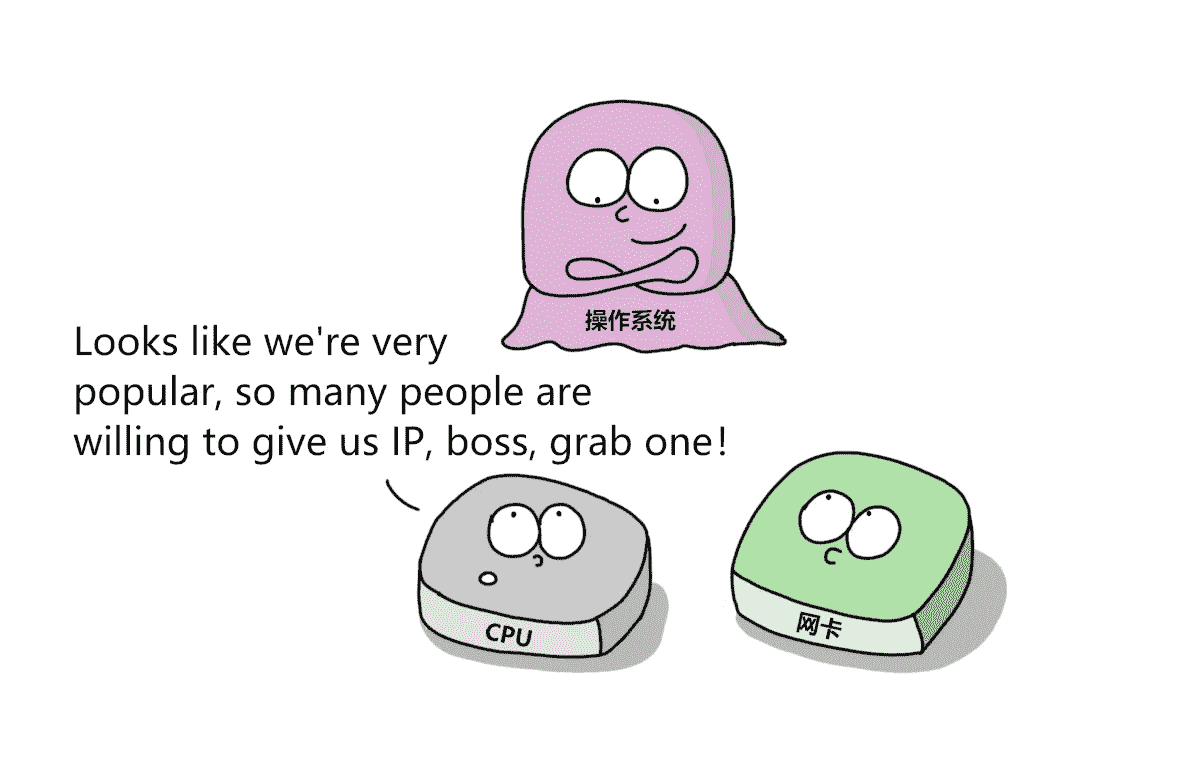 操作系统
Looks like we're very
popular, so many people are
willing to give us IP, boss, grab one!
CPU
网卡